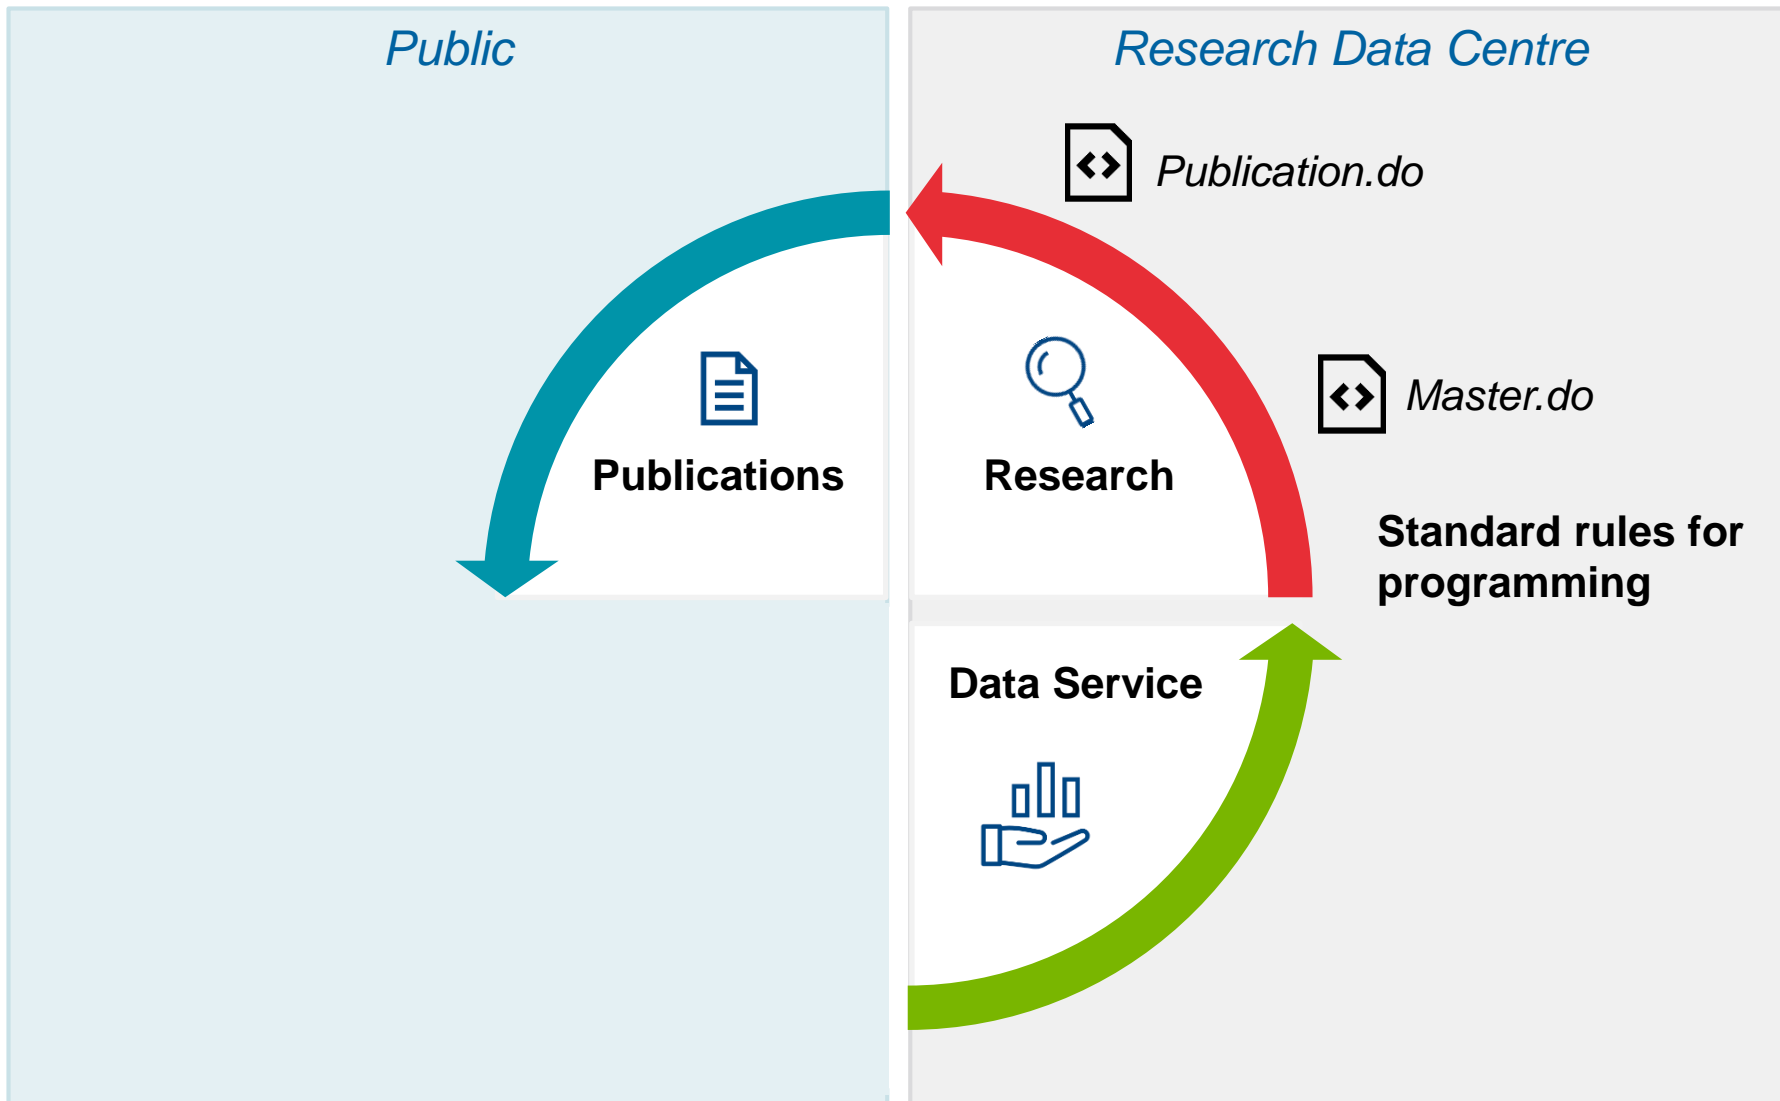 Public
Research Data Centre
Publication.do
Master.do
Publications
Research
Standard rules for
programming
Data Service